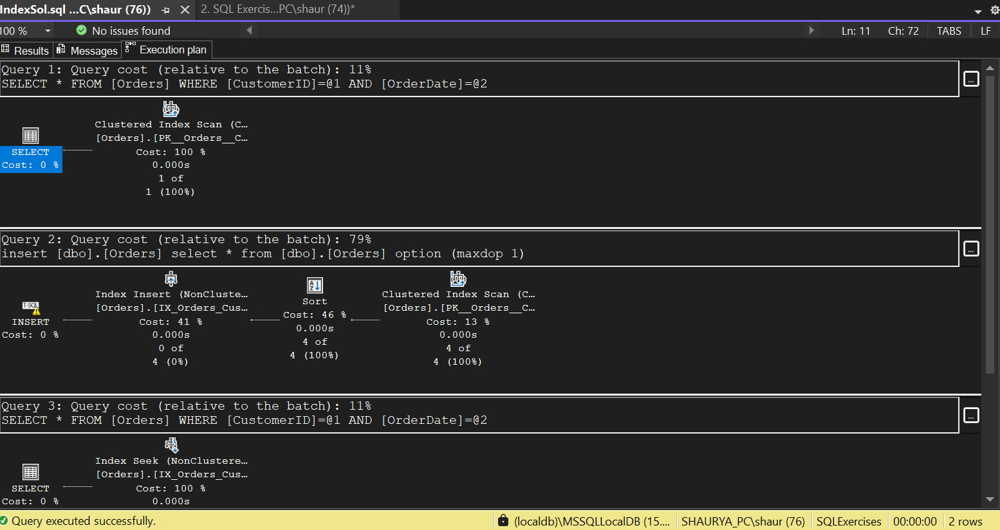 IndexSol.sql ...C\shaur (76))
2. SQL Exercis...PC\shaur (74))*
100 %
No issues found
Ln: 11
Ch: 72
TABS
LF
Results
Messages
Execution plan
Query 1: Query cost (relative to the batch): 11%
SELECT * FROM [Orders] WHERE [CustomerID]=@1 AND [OrderDate]=@2
...
Clustered Index Scan (C…
[Orders].[PK__Orders__C…
Cost: 100 %
0.000s
1 of
1 (100%)
SELECT
Cost: 0 %
Query 2: Query cost (relative to the batch): 79%
insert [dbo].[Orders] select * from [dbo].[Orders] option (maxdop 1)
...
T-SQL
INSERT
Cost: 0 %
Index Insert (NonCluste…
[Orders].[IX_Orders_Cus…
Cost: 41 %
0.000s
0 of
4 (0%)
Sort
Cost: 46 %
0.000s
4 of
4 (100%)
Clustered Index Scan (C…
[Orders].[PK__Orders__C…
Cost: 13 %
0.000s
4 of
4 (100%)
Query 3: Query cost (relative to the batch): 11%
SELECT * FROM [Orders] WHERE [CustomerID]=@1 AND [OrderDate]=@2
...
SELECT
Cost: 0 %
Index Seek (NonClustere…
[Orders].[IX_Orders_Cus…
Cost: 100 %
0.000s
Query executed successfully.
(localdb)\MSSQLLocalDB (15....
SHAURYA_PC\shaur (76)
SQLExercises
00:00:00
2 rows